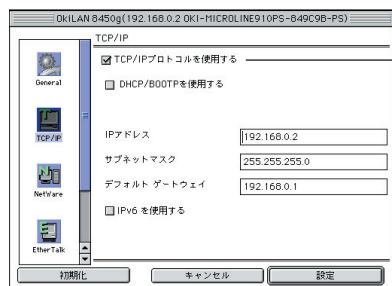 OkiLAN 8450g(192.168.0.2 OKI-MICROLINE910PS-849C9B-PS)
TCP/IP
TCP/IPプロトコルを使用する
General
DHCP/BOOTPを使用する
TCP/IP
IPアドレス 192.168.0.2
サブネットマスク 255.255.255.0
デフォルト ゲートウェイ 192.168.0.1
NetWare
IPv6 を使用する
EtherTalk
初期化 キャンセル 設定